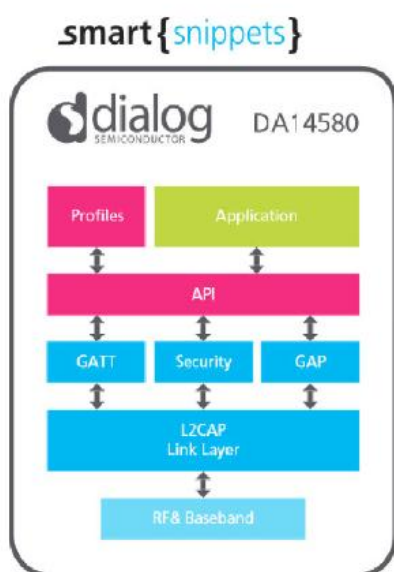 .smart{snippets}
dialog DA14580
SEMICONDUCTOR
Profiles Application
API
GATT Security GAP
L2CAP
Link Layer
RF& Baseband